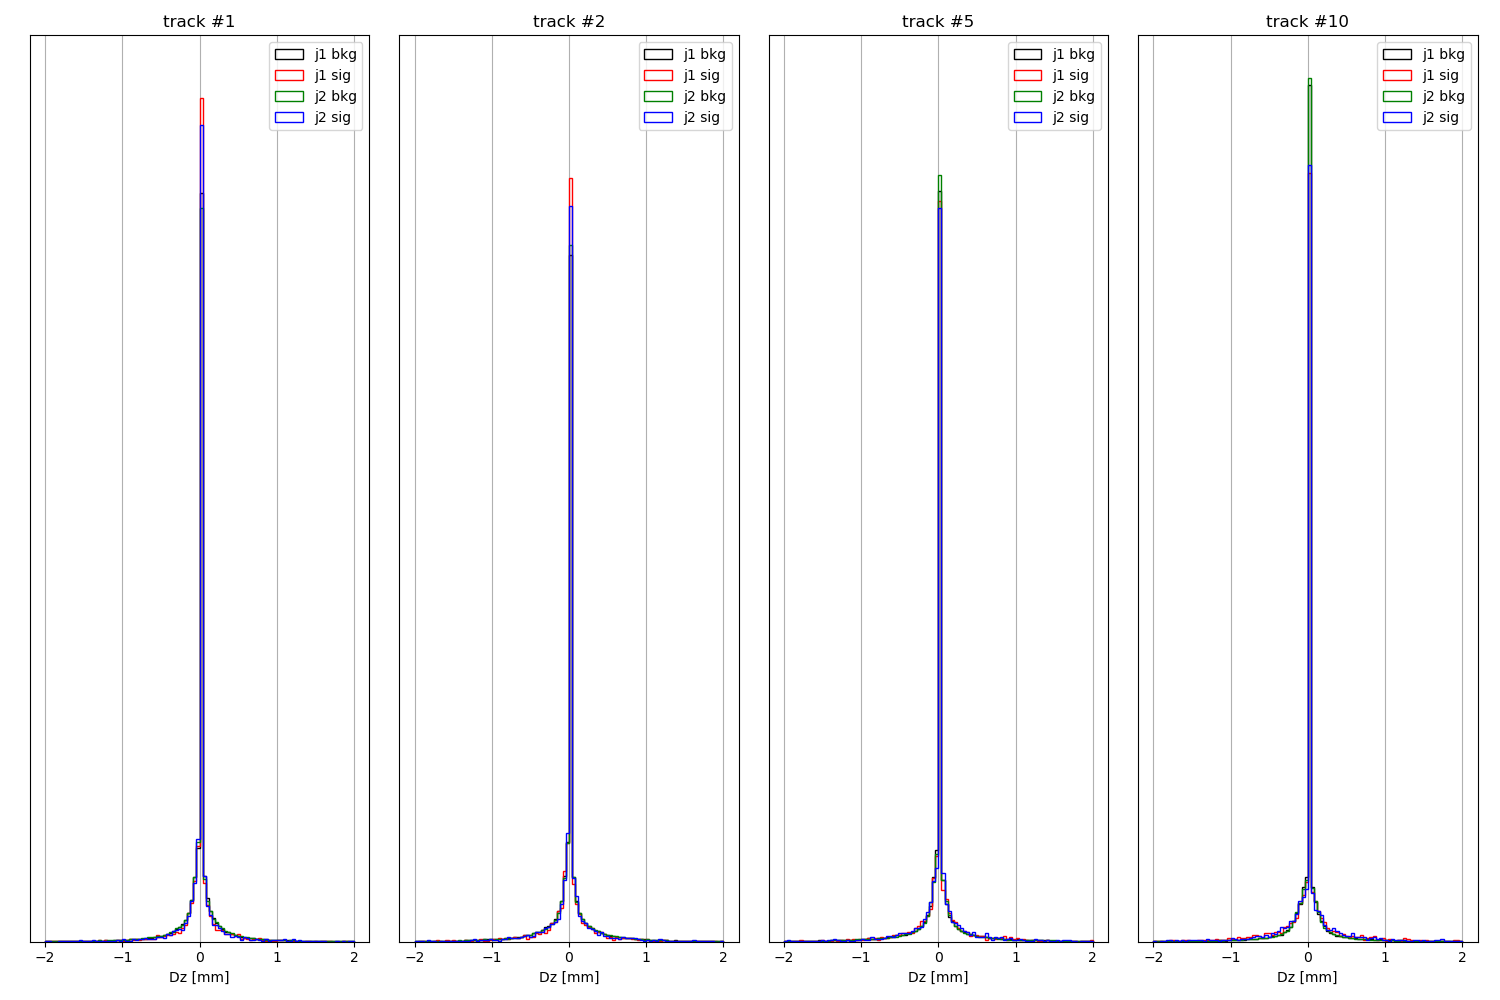 track #1
j1 bkg
j1 sig
j2 bkg
j2 sig
−2
−1
0
1
2
Dz [mm]
track #2
j1 bkg
j1 sig
j2 bkg
j2 sig
−2
−1
0
1
2
Dz [mm]
track #5
j1 bkg
j1 sig
j2 bkg
j2 sig
−2
−1
0
1
2
Dz [mm]
track #10
j1 bkg
j1 sig
j2 bkg
j2 sig
−2
−1
0
1
2
Dz [mm]